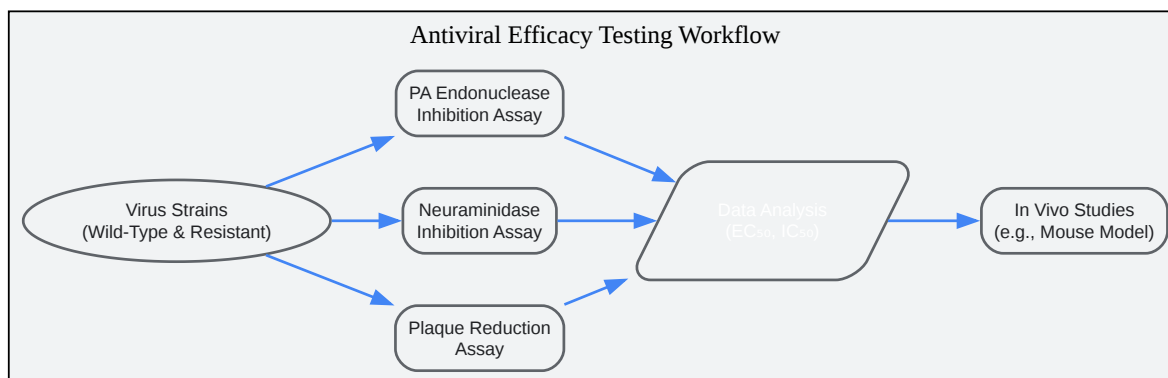 Antiviral Efficacy Testing Workflow
PA Endonuclease
Inhibition Assay
Virus Strains
(Wild-Type & Resistant)
Neuraminidase
Inhibition Assay
Plaque Reduction
Assay
Data Analysis
(EC₅₀, IC₅₀)
In Vivo Studies
(e.g., Mouse Model)